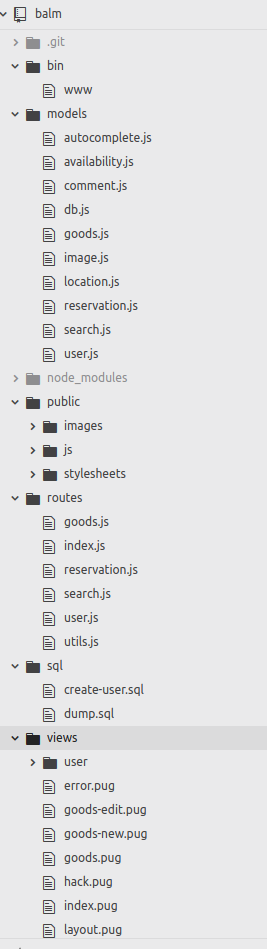 balm
.git
bin
www
models
autocomplete.js
availability.js
comment.js
db.js
goods.js
image.js
location.js
reservation.js
search.js
user.js
node_modules
public
images
js
stylesheets
routes
goods.js
index.js
reservation.js
search.js
user.js
utils.js
sql
create-user.sql
dump.sql
views
user
error.pug
goods-edit.pug
goods-new.pug
goods.pug
hack.pug
index.pug
layout.pug